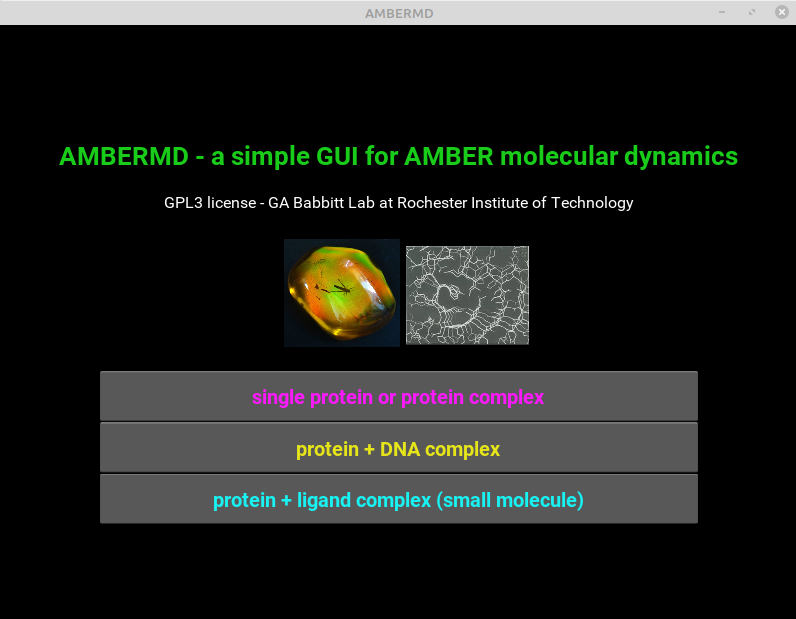 AMBERMD
AMBERMD - a simple GUI for AMBER molecular dynamics
GPL3 license - GA Babbitt Lab at Rochester Institute of Technology
single protein or protein complex
protein + DNA complex
protein + ligand complex (small molecule)